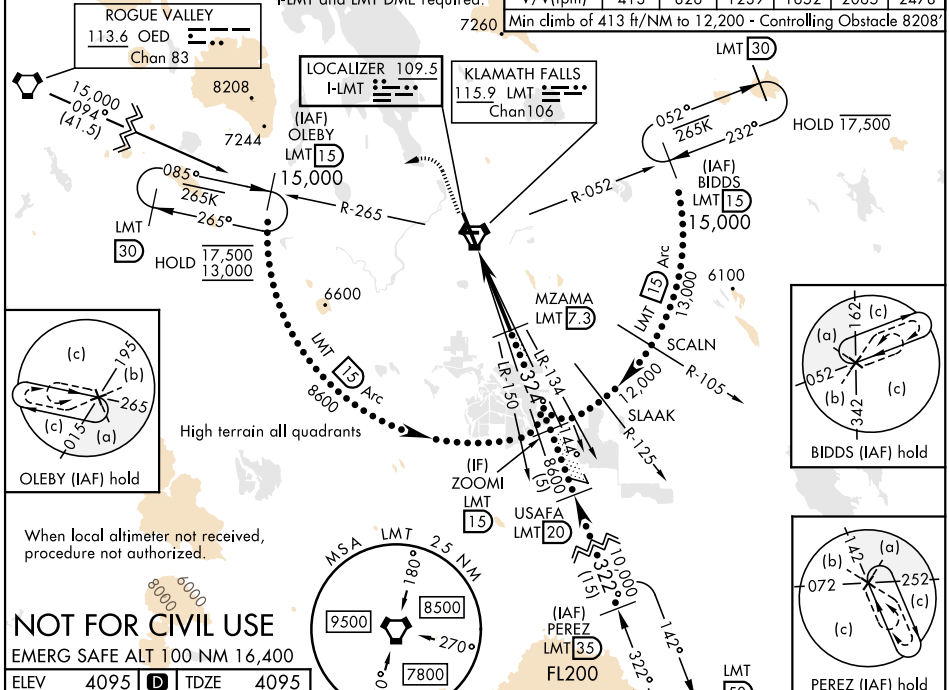 I-LMT and LMT DME required.
V/V(fpm) 413 826 1239 1652 2065 2478
Min climb of 413 ft/NM to 12,200 - Controlling Obstacle 8208'
ROGUE VALLEY
113.6 OED
Chan 83
LOCALIZER 109.5
I-LMT
KLAMATH FALLS
115.9 LMT
Chan106
7260
LMT 30
8208
7244
15,000
094°
(41.5)
(IAF)
OLEBY
LMT 15
15,000
085°
265K
265°
LMT
30
HOLD 17,500
13,000
R-265
R-052
052°
265K
232°
HOLD 17,500
(IAF)
BIDDS
LMT 15
15,000
6100
6600
MZAMA
LMT 7.3
LMT 15 Arc
13,000
SCALN
R-105
12,000
SLAAK
R-125
LMT 15 Arc
8600
LR-150
324°
LR-134
144°
8600
(5)
High terrain all quadrants
(IF)
ZOOMI
LMT
15
USAFA
LMT 20
(c)
195
(b)
265
(c)
015
(a)
OLEBY (IAF) hold
162
(c)
(a)
052
(b)
342
(c)
BIDDS (IAF) hold
When local altimeter not received,
procedure not authorized.
6000
8000
NOT FOR CIVIL USE
EMERG SAFE ALT 100 NM 16,400
ELEV 4095 D TDZE 4095
MSA LMT 25 NM
180°
9500
8500
270°
7800
0°
10,000
322°
(15)
(IAF)
PEREZ
LMT 35
FL200
142°
322°
LMT
142
(a)
(b)
072
252
(c)
(c)
PEREZ (IAF) hold